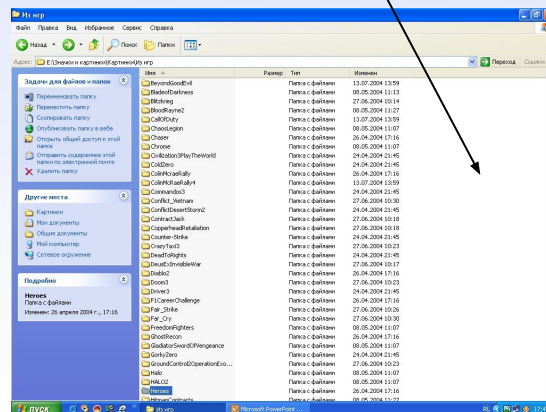 Из игр
Файл Правка Вид Избранное Сервис Справка
Назад Поиск Папки
Адрес: E:\Значки и картинки\Картинки\Из игр Переход Ссылки
Имя Размер Тип Изменен
Задачи для файлов и папок
Переименовать папку
Переместить папку
Скопировать папку
Опубликовать папку в вебе
Открыть общий доступ к этой папке
Отправить содержимое этой папки по электронной почте
Удалить папку
Другие места
Картинки
Мои документы
Общие документы
Мой компьютер
Сетевое окружение
Подробно
Heroes
Папка с файлами
Изменен: 26 апреля 2004 г., 17:16
BeyondGoodEvil Папка с файлами 13.07.2004 13:59
BladeofDarkness Папка с файлами 08.05.2004 11:13
Blitzkrieg Папка с файлами 27.06.2004 10:14
BloodRayne2 Папка с файлами 08.05.2004 11:27
CallOfDuty Папка с файлами 13.07.2004 13:59
ChaosLegion Папка с файлами 08.05.2004 11:07
Chaser Папка с файлами 26.04.2004 17:16
Chrome Папка с файлами 08.05.2004 11:07
Civilization3PlayTheWorld Папка с файлами 24.04.2004 21:45
ColdZero Папка с файлами 24.04.2004 21:45
ColinMcraeRally Папка с файлами 26.04.2004 17:16
ColinMcRaeRally4 Папка с файлами 13.07.2004 13:59
Commandos3 Папка с файлами 24.04.2004 21:45
Conflict_Vietnam Папка с файлами 27.06.2004 10:30
ConflictDesertStorm2 Папка с файлами 24.04.2004 21:45
ContractJack Папка с файлами 27.06.2004 10:18
CopperheadRetaliation Папка с файлами 27.06.2004 10:18
Counter-Strike Папка с файлами 24.04.2004 21:45
CrazyTaxi3 Папка с файлами 27.06.2004 10:23
DeadToRights Папка с файлами 24.04.2004 21:45
DeusExInvisibleWar Папка с файлами 27.06.2004 10:17
Diablo2 Папка с файлами 26.04.2004 17:16
Doom3 Папка с файлами 27.06.2004 10:23
Driver3 Папка с файлами 24.04.2004 21:45
F1CareerChallenge Папка с файлами 26.04.2004 17:16
Fair_Strike Папка с файлами 27.06.2004 10:26
Far_Cry Папка с файлами 27.06.2004 10:30
FreedomFighters Папка с файлами 08.05.2004 11:07
GhostRecon Папка с файлами 26.04.2004 17:16
GladiatorSwordOfVengeance Папка с файлами 08.05.2004 11:07
GorkyZero Папка с файлами 24.04.2004 21:45
GroundControl2OperationExo... Папка с файлами 27.06.2004 10:23
Halo Папка с файлами 08.05.2004 11:07
HALO2 Папка с файлами 08.05.2004 11:07
Heroes Папка с файлами 26.04.2004 17:16
HitmanContracts Папка с файлами 08.05.2004 11:27
пуск Из игр Microsoft PowerPoint ... RL